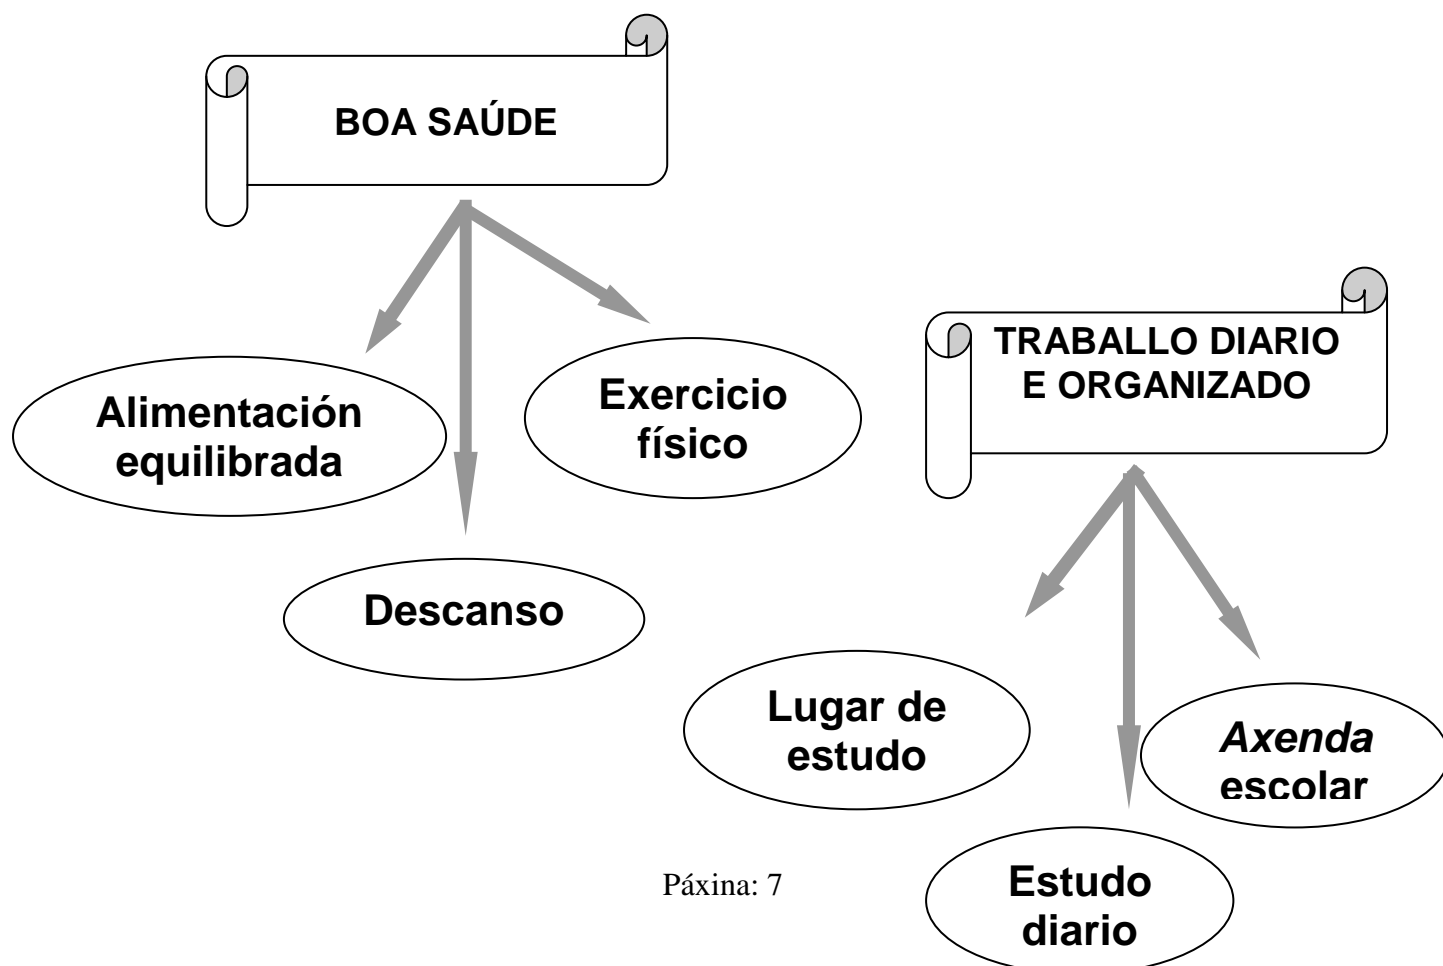 BOA SAÚDE
Alimentación
equilibrada
Exercicio
físico
Descanso
TRABALLO DIARIO
E ORGANIZADO
Lugar de
estudo
Axenda
escolar
Estudo
diario
Páxina: 7